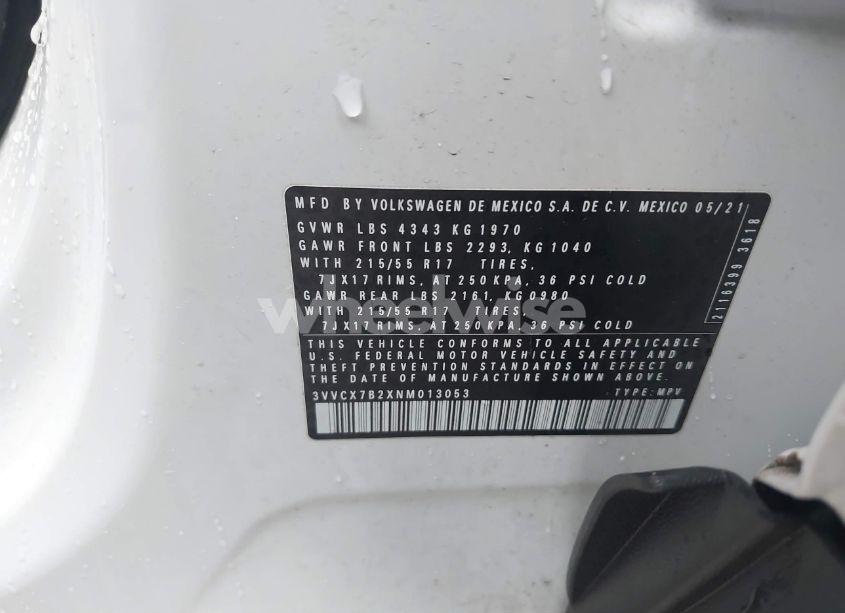 MFD BY VOLKSWAGEN DE MEXICO S.A. DE C.V. MEXICO 05/21
GVWR LBS 4343 KG 1970
GAWR FRONT LBS 2293, KG 1040
WITH 215/55 R17 TIRES,
7JX17 RIMS, AT 250 KPA, 36 PSI COLD
GAWR REAR LBS 2161, KG 0980
WITH 215/55 R17 TIRES,
7JX17 RIMS, AT 250 KPA, 36 PSI COLD
2116399 3618
THIS VEHICLE CONFORMS TO ALL APPLICABLE
U.S. FEDERAL MOTOR VEHICLE SAFETY AND
THEFT PREVENTION STANDARDS IN EFFECT ON
THE DATE OF MANUFACTURE SHOWN ABOVE.
3VVCX7B2XNM013053 TYPE: MPV
wheelwise